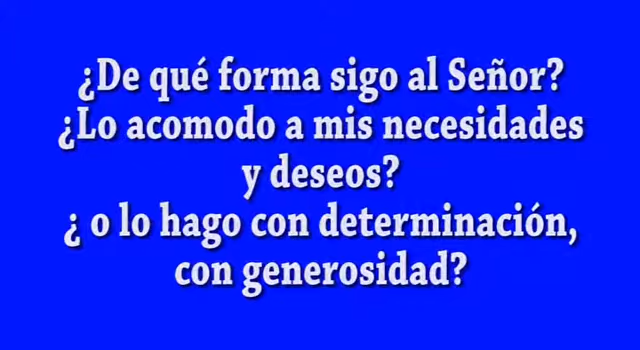 ¿De qué forma sigo al Señor?
¿Lo acomodo a mis necesidades
y deseos?
¿ o lo hago con determinación,
con generosidad?